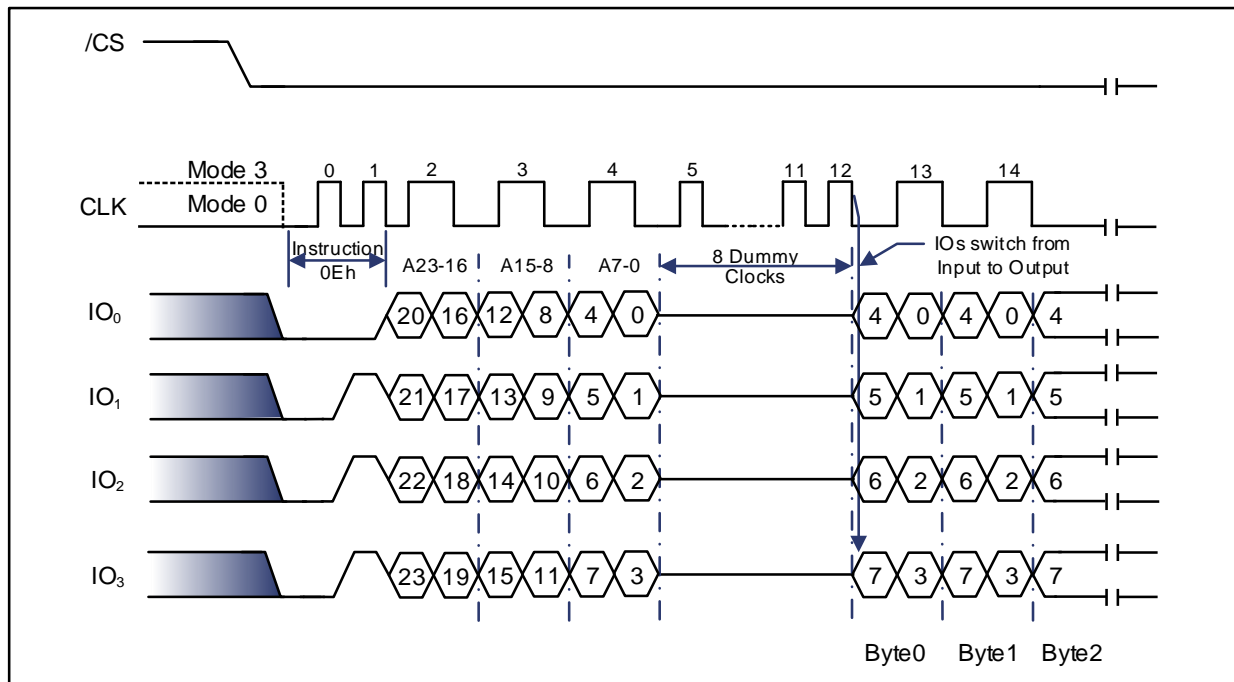 /CS
Mode 3
Mode 0
CLK
0 1 2 3 4 5 11 12 13 14
Instruction
0Eh
A23-16 A15-8 A7-0
8 Dummy
Clocks
IOs switch from
Input to Output
IO₀ 20 16 12 8 4 0 4 0 4 0 4
IO₁ 21 17 13 9 5 1 5 1 5 1 5
IO₂ 22 18 14 10 6 2 6 2 6 2 6
IO₃ 23 19 15 11 7 3 7 3 7 3 7
Byte0 Byte1 Byte2